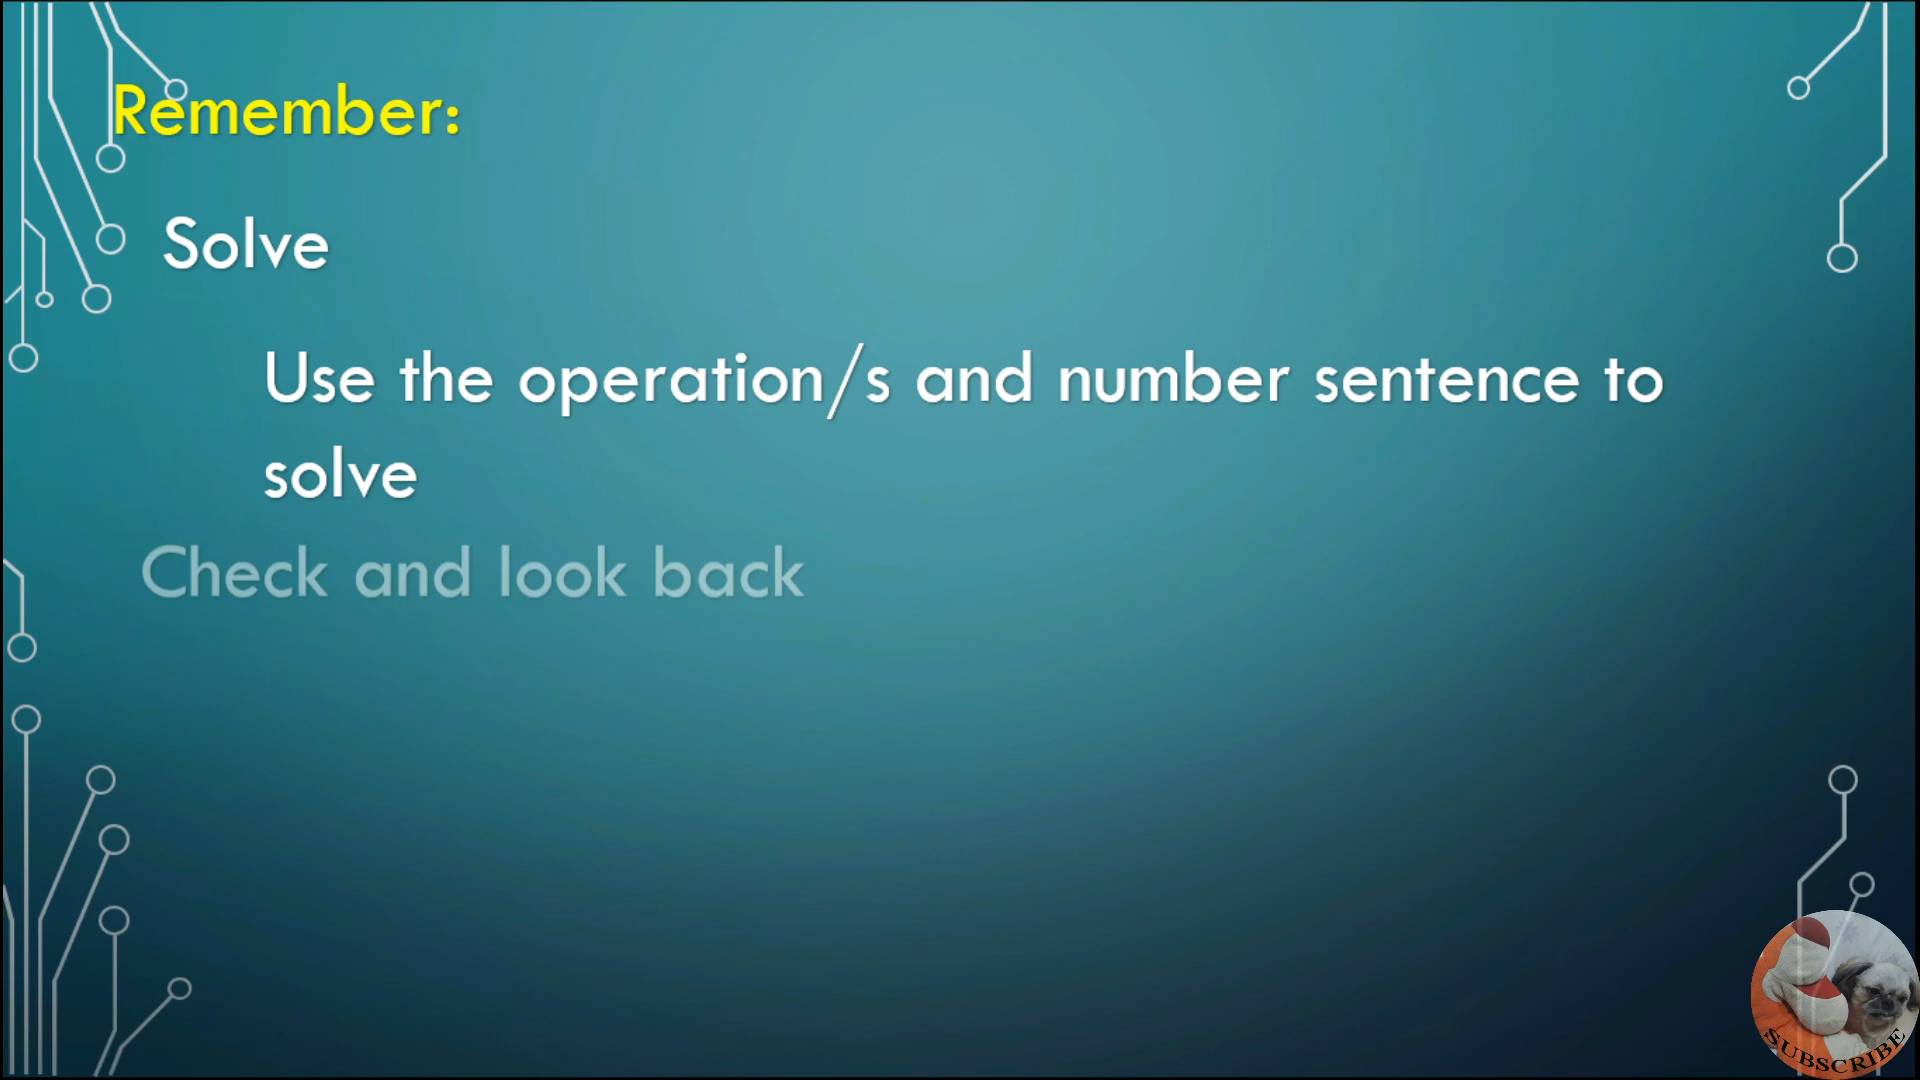 Remember:
Solve
Use the operation/s and number sentence to
solve
Check and look back
SUBSCRIBE